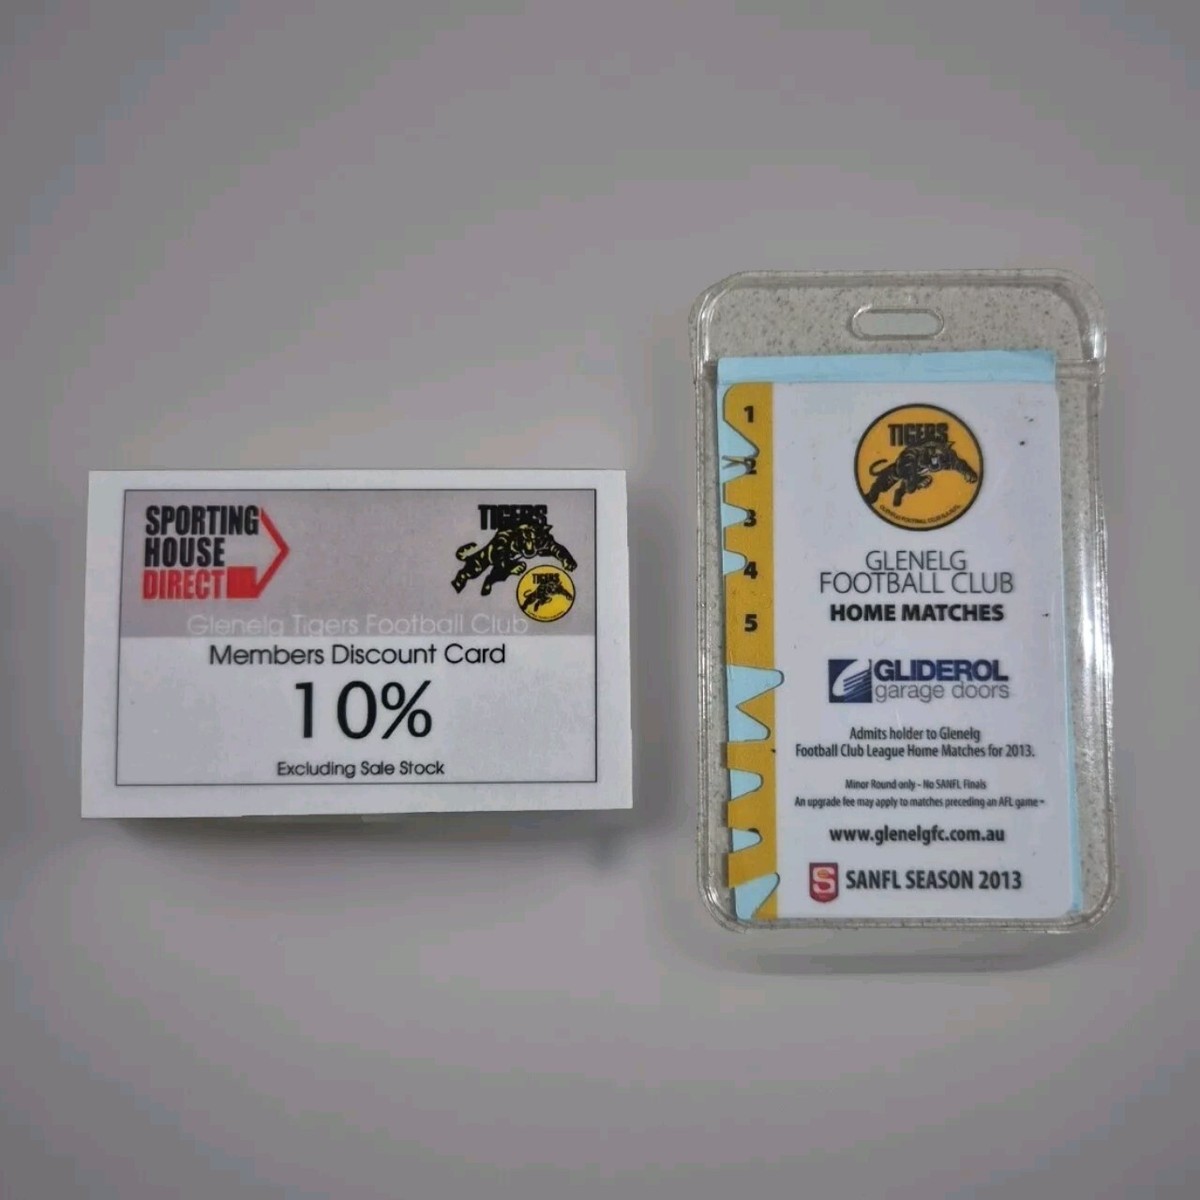 SPORTING
HOUSE
DIRECT
TIGERS
TIGERS
Glenelg Tigers Football Club
Members Discount Card
10%
Excluding Sale Stock
1
2
3
4
5
TIGERS
GLENELG
FOOTBALL CLUB
HOME MATCHES
GLIDEROL
garage doors
Admits holder to Glenelg
Football Club League Home Matches for 2013.
Minor Round only - No SANFL Finals
An upgrade fee may apply to matches preceding an AFL game
www.glenelgfc.com.au
S
SANFL SEASON 2013